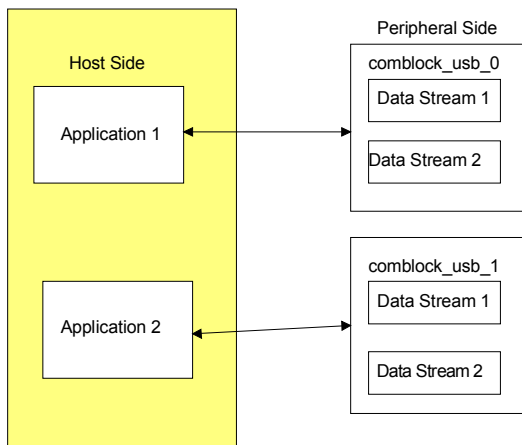 Peripheral Side
Host Side
comblock_usb_0
Data Stream 1
Application 1
Data Stream 2
comblock_usb_1
Data Stream 1
Application 2
Data Stream 2